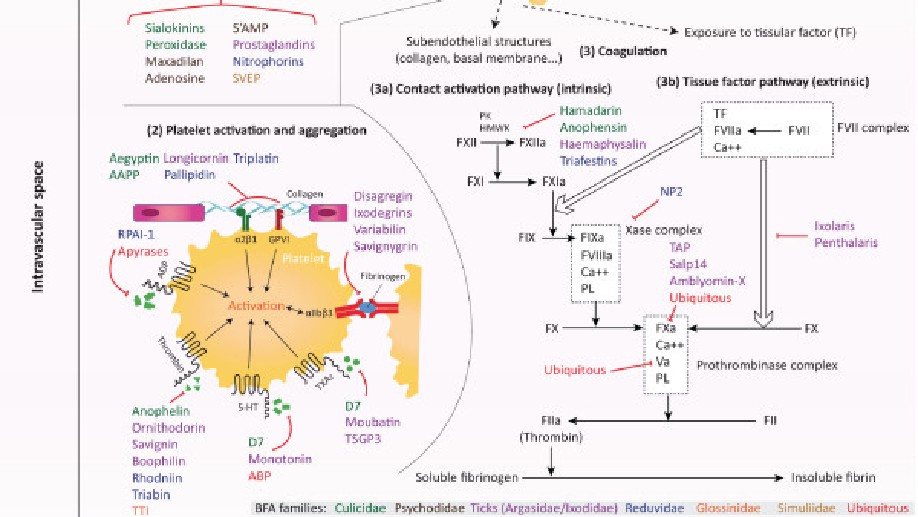 Sialokinins 5'AMP
Peroxidase Prostaglandins
Maxadilan Nitrophorins
Adenosine SVEP
Subendothelial structures
(collagen, basal membrane...)
Exposure to tissular factor (TF)
(3) Coagulation
(3a) Contact activation pathway (intrinsic)
(3b) Tissue factor pathway (extrinsic)
Intravascular space
(2) Platelet activation and aggregation
Aegyptin Longicornin Triplatin
AAPP Pallipidin
Collagen
RPAI-1
Apyrases
ADP
α2β1 GPVI
Platelet
Disagregin
Ixodegrins
Variabilin
Savignygrin
Fibrinogen
Activation
αIIbβ3
Thrombin
5-HT
TXA₂
Anophelin
Ornithodorin
Savignin
Boophilin
Rhodniin
Triabin
TTI
D7
Monotonin
ABP
D7
Moubatin
TSGP3
PK
HMWK
FXII FXIIa
Hamadarin
Anophensin
Haemaphysalin
Triafestins
FXI FXIa
TF
FVIIa FVII
Ca++
FVII complex
NP2
FIX FIXa
FVIIIa
Ca++
PL
Xase complex
TAP
Salp14
Amblyomin-X
Ubiquitous
Ixolaris
Penthalaris
FX FXa FX
Ca++
Va
PL
Ubiquitous
Prothrombinase complex
FIIa FII
(Thrombin)
Soluble fibrinogen Insoluble fibrin
BFA families: Culicidae Psychodidae Ticks (Argasidae/Ixodidae) Reduvidae Glossinidae Simuliidae Ubiquitous